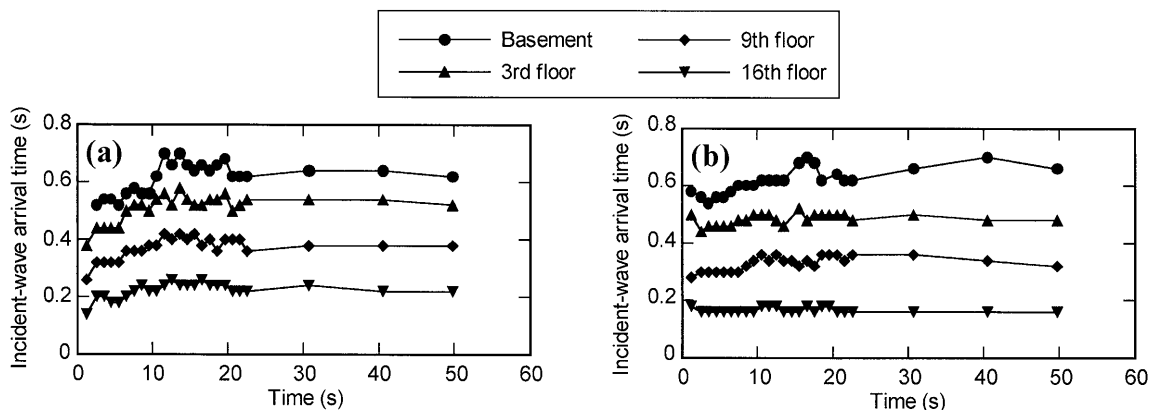 Basement
9th floor
3rd floor
16th floor
Incident-wave arrival time (s)
0.8
0.6
0.4
0.2
0
(a)
0 10 20 30 40 50 60
Time (s)
Incident-wave arrival time (s)
0.8
0.6
0.4
0.2
0
(b)
0 10 20 30 40 50 60
Time (s)